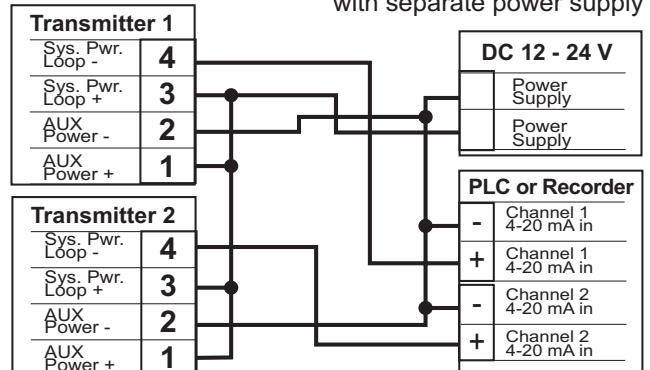 with separate power supply
Transmitter 1
Sys. Pwr.
Loop -
4
Sys. Pwr.
Loop +
3
AUX
Power -
2
AUX
Power +
1
Transmitter 2
Sys. Pwr.
Loop -
4
Sys. Pwr.
Loop +
3
AUX
Power -
2
AUX
Power +
1
DC 12 - 24 V
Power
Supply
Power
Supply
PLC or Recorder
-
Channel 1
4-20 mA in
+
Channel 1
4-20 mA in
-
Channel 2
4-20 mA in
+
Channel 2
4-20 mA in